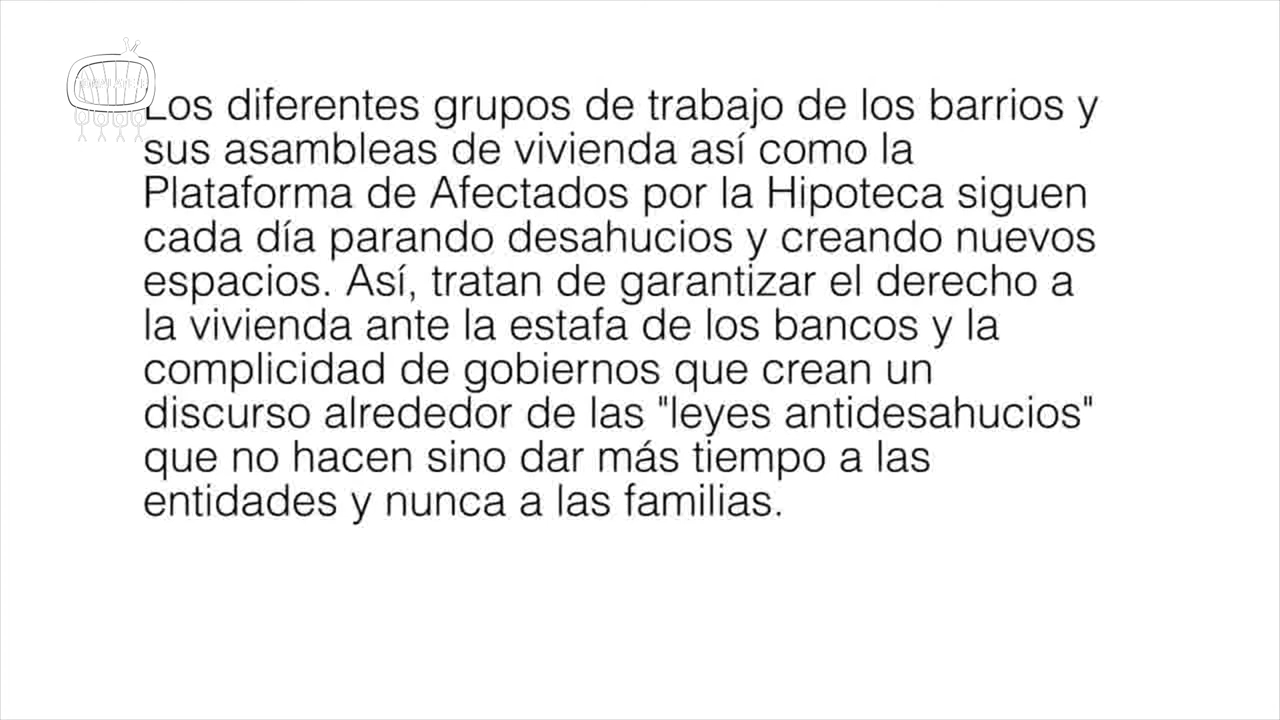 Los diferentes grupos de trabajo de los barrios y
sus asambleas de vivienda así como la
Plataforma de Afectados por la Hipoteca siguen
cada día parando desahucios y creando nuevos
espacios. Así, tratan de garantizar el derecho a
la vivienda ante la estafa de los bancos y la
complicidad de gobiernos que crean un
discurso alrededor de las "leyes antidesahucios"
que no hacen sino dar más tiempo a las
entidades y nunca a las familias.